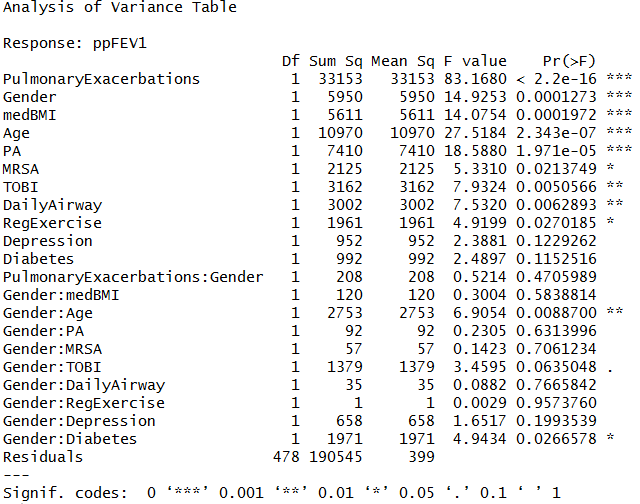 Analysis of Variance Table
Response: ppFEV1
Df Sum Sq Mean Sq F value Pr(>F)
PulmonaryExacerbations 1 33153 33153 83.1680 < 2.2e-16 ***
Gender 1 5950 5950 14.9253 0.0001273 ***
medBMI 1 5611 5611 14.0754 0.0001972 ***
Age 1 10970 10970 27.5184 2.343e-07 ***
PA 1 7410 7410 18.5880 1.971e-05 ***
MRSA 1 2125 2125 5.3310 0.0213749 *
TOBI 1 3162 3162 7.9324 0.0050566 **
DailyAirway 1 3002 3002 7.5320 0.0062893 **
RegExercise 1 1961 1961 4.9199 0.0270185 *
Depression 1 952 952 2.3881 0.1229262
Diabetes 1 992 992 2.4897 0.1152516
PulmonaryExacerbations:Gender 1 208 208 0.5214 0.4705989
Gender:medBMI 1 120 120 0.3004 0.5838814
Gender:Age 1 2753 2753 6.9054 0.0088700 **
Gender:PA 1 92 92 0.2305 0.6313996
Gender:MRSA 1 57 57 0.1423 0.7061234
Gender:TOBI 1 1379 1379 3.4595 0.0635048 .
Gender:DailyAirway 1 35 35 0.0882 0.7665842
Gender:RegExercise 1 1 1 0.0029 0.9573760
Gender:Depression 1 658 658 1.6517 0.1993539
Gender:Diabetes 1 1971 1971 4.9434 0.0266578 *
Residuals 478 190545 399
---
Signif. codes: 0 ‘***’ 0.001 ‘**’ 0.01 ‘*’ 0.05 ‘.’ 0.1 ‘ ’ 1